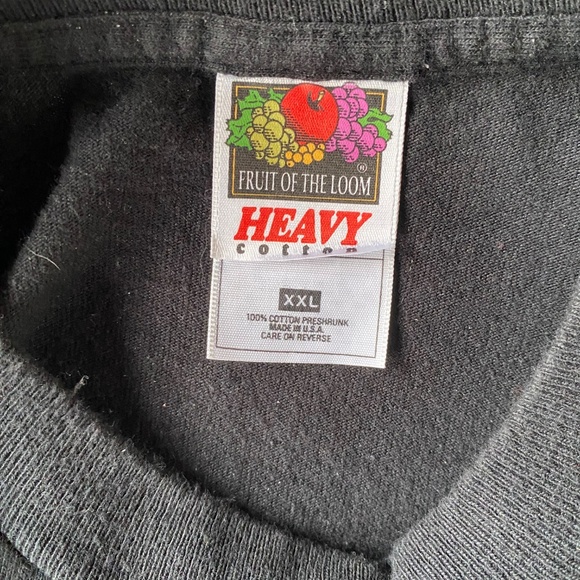 ®
FRUIT OF THE LOOM
HEAVY
COTTON
XXL
100% COTTON PRESHRUNK
MADE IN U.S.A.
CARE ON REVERSE